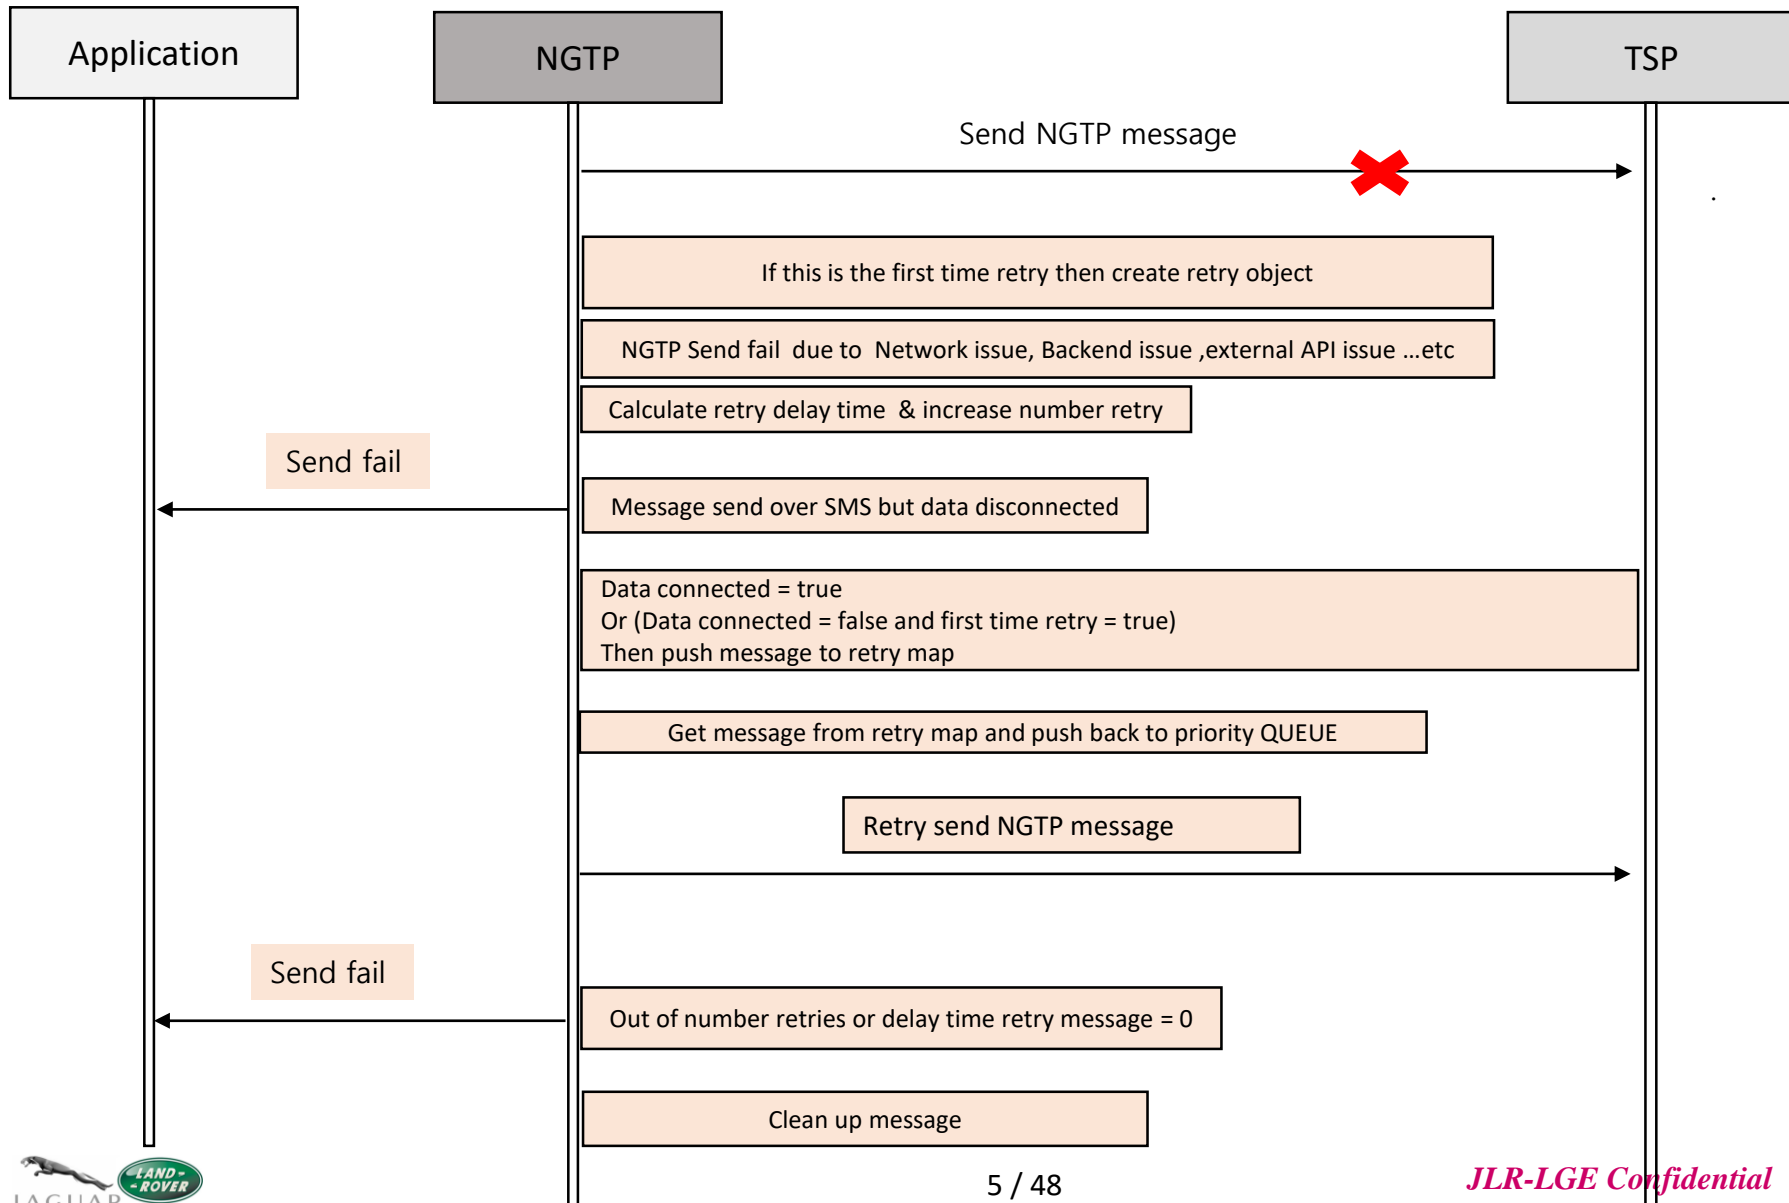 Application
NGTP
TSP
Send NGTP message
.
If this is the first time retry then create retry object
NGTP Send fail  due to  Network issue, Backend issue ,external API issue ...etc
Calculate retry delay time  & increase number retry
Send fail
Message send over SMS but data disconnected
Data connected = true
Or (Data connected = false and first time retry = true)
Then push message to retry map
Get message from retry map and push back to priority QUEUE
Retry send NGTP message
Send fail
Out of number retries or delay time retry message = 0
Clean up message
JAGUAR
LAND-
-ROVER
5 / 48
JLR-LGE Confidential